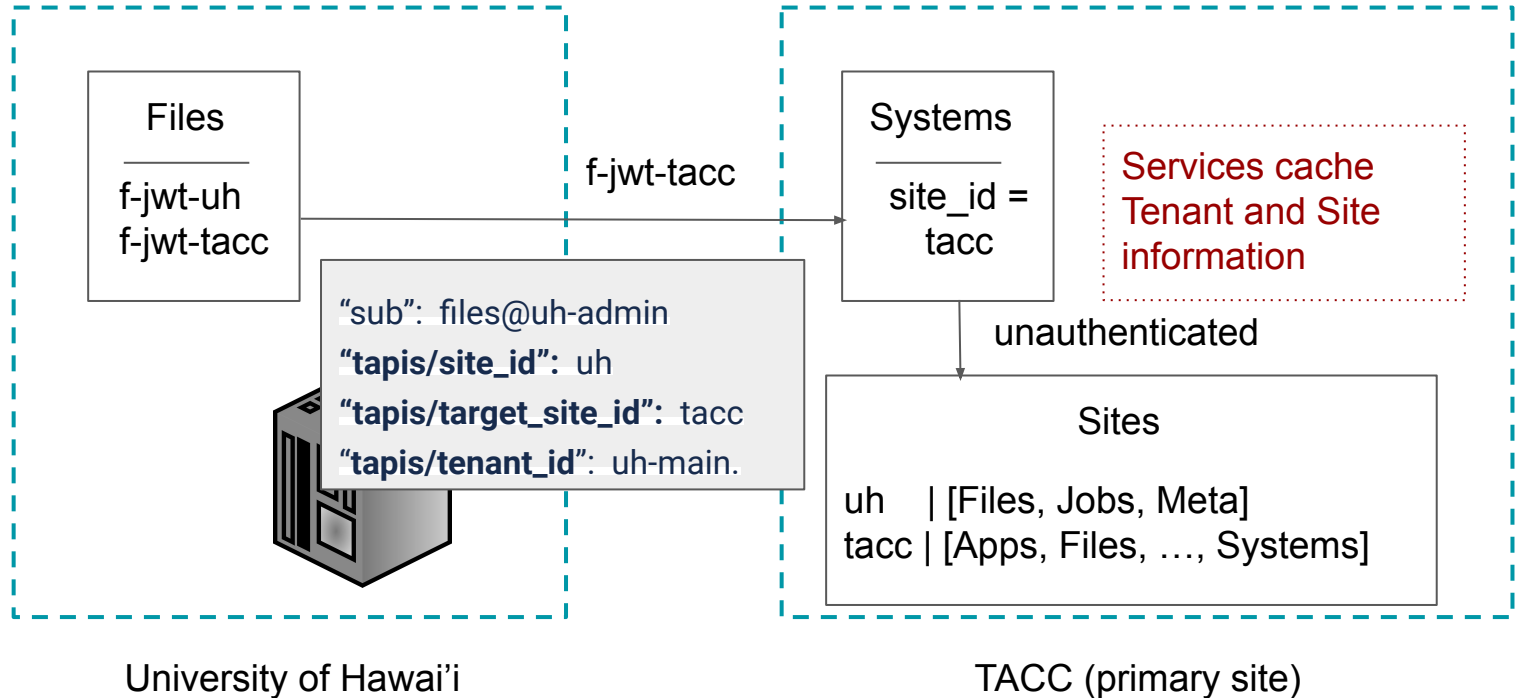 Files
f-jwt-uh
f-jwt-tacc
f-jwt-tacc
Systems
site_id =
tacc
Services cache
Tenant and Site
information
“sub”: files@uh-admin
“tapis/site_id”: uh
“tapis/target_site_id”: tacc
“tapis/tenant_id”: uh-main.
unauthenticated
Sites
uh | [Files, Jobs, Meta]
tacc | [Apps, Files, …, Systems]
University of Hawai’i
TACC (primary site)